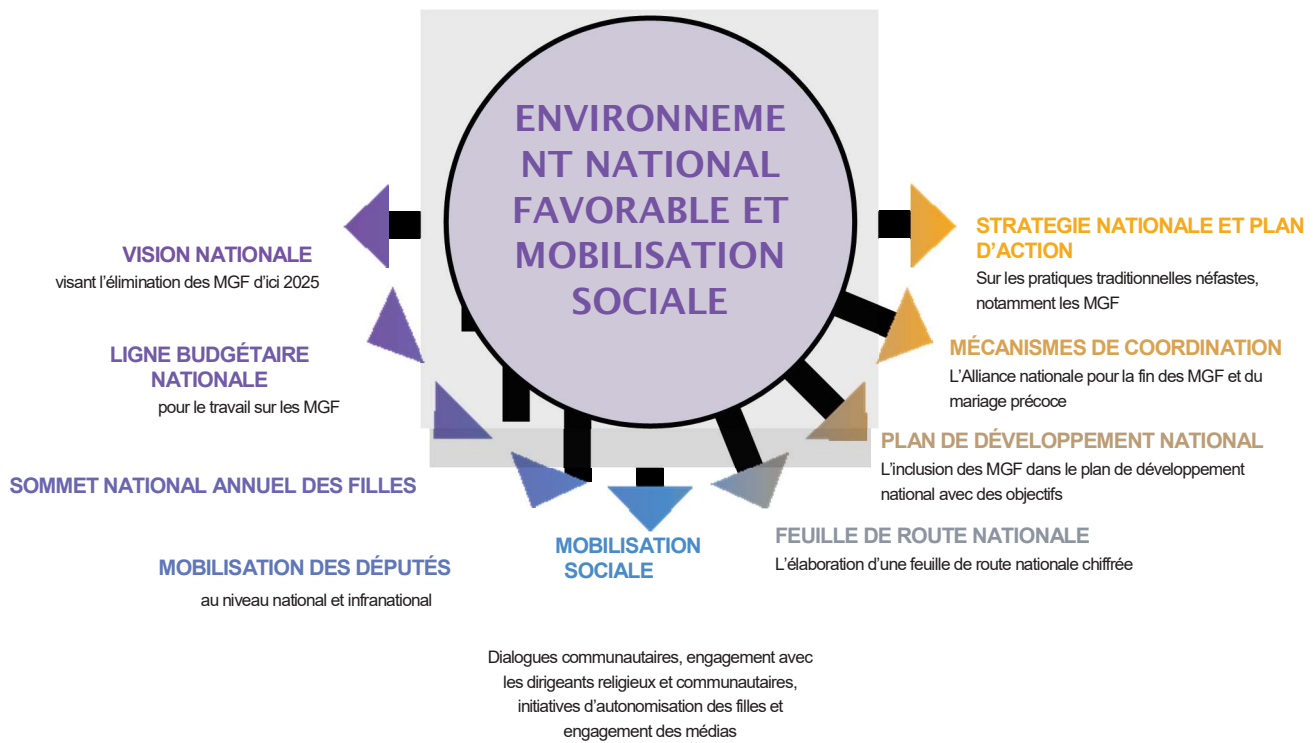 ENVIRONNEME
NT NATIONAL
FAVORABLE ET
MOBILISATION
SOCIALE
VISION NATIONALE
visant l’élimination des MGF d’ici 2025
LIGNE BUDGÉTAIRE
NATIONALE
pour le travail sur les MGF
SOMMET NATIONAL ANNUEL DES FILLES
MOBILISATION DES DÉPUTÉS
au niveau national et infranational
MOBILISATION
SOCIALE
Dialogues communautaires, engagement avec
les dirigeants religieux et communautaires,
initiatives d’autonomisation des filles et
engagement des médias
STRATEGIE NATIONALE ET PLAN
D’ACTION
Sur les pratiques traditionnelles néfastes,
notamment les MGF
MÉCANISMES DE COORDINATION
L’Alliance nationale pour la fin des MGF et du
mariage précoce
PLAN DE DÉVELOPPEMENT NATIONAL
L’inclusion des MGF dans le plan de développement
national avec des objectifs
FEUILLE DE ROUTE NATIONALE
L’élaboration d’une feuille de route nationale chiffrée